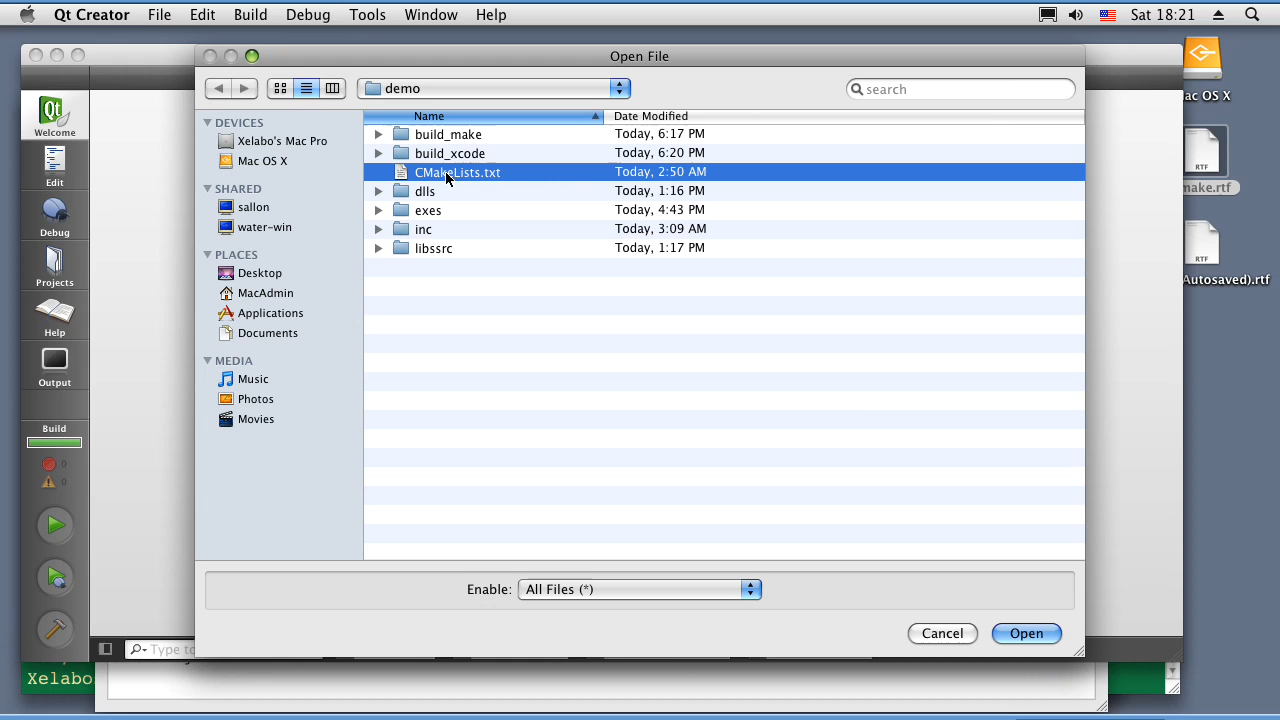 Qt Creator File Edit Build Debug Tools Window Help Sat 18:21
Open File
demo
search
DEVICES
Xelabo's Mac Pro
Mac OS X
SHARED
sallon
water-win
PLACES
Desktop
MacAdmin
Applications
Documents
MEDIA
Music
Photos
Movies
Name Date Modified
build_make Today, 6:17 PM
build_xcode Today, 6:20 PM
CMakeLists.txt Today, 2:50 AM
dlls Today, 1:16 PM
exes Today, 4:43 PM
inc Today, 3:09 AM
libssrc Today, 1:17 PM
Enable: All Files (*)
Cancel Open
Qt
Welcome
Edit
Debug
Projects
Help
Output
Build
0
0
Type to
Xelabo
ac OS X
RTF
make.rtf
RTF
Autosaved).rtf